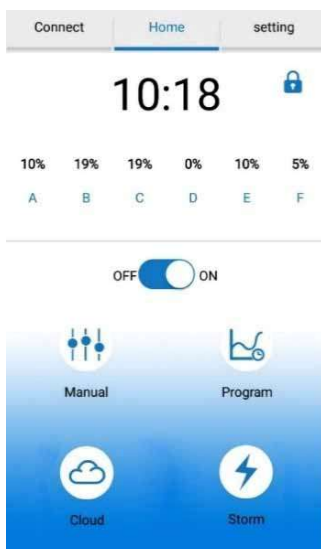 Connect Home setting
10:18
10% 19% 19% 0% 10% 5%
A B C D E F
OFF ON
Manual Program
Cloud Storm